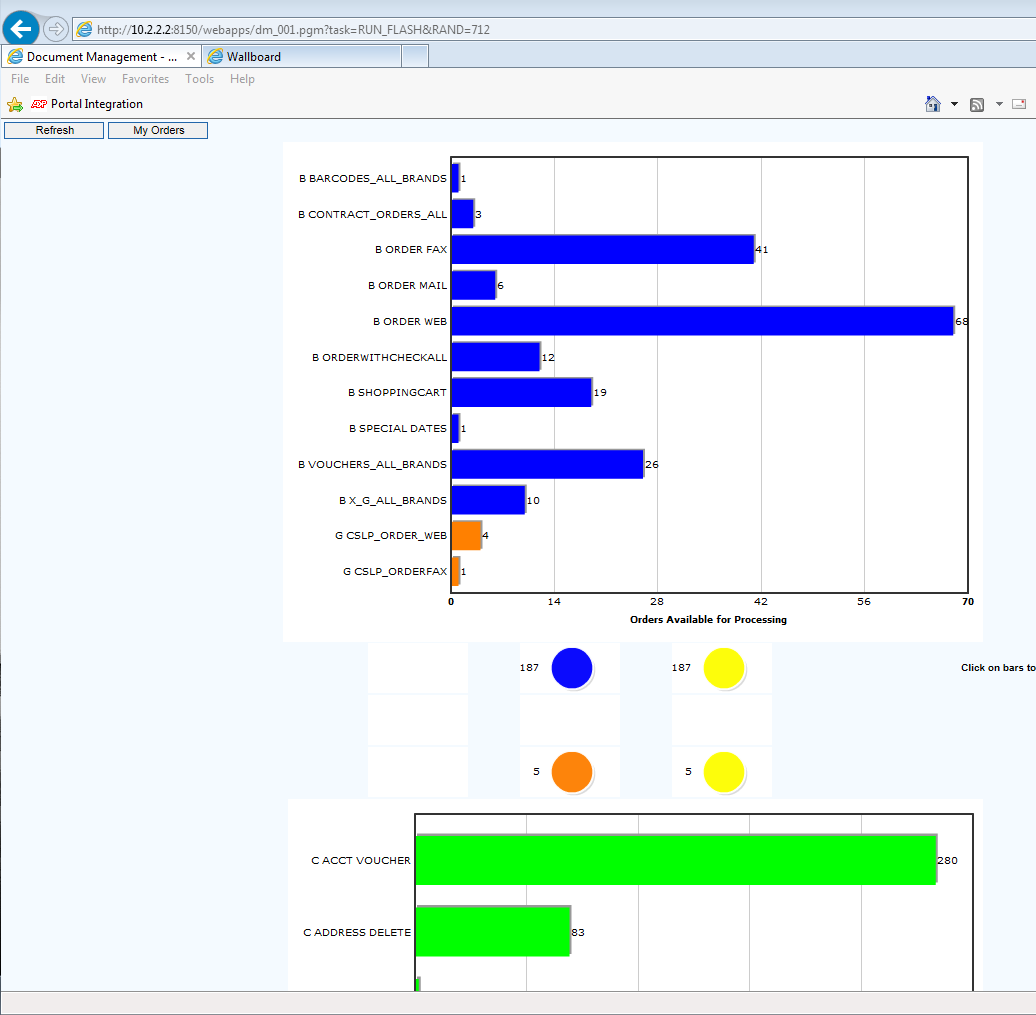 http://10.2.2.2:8150/webapps/dm_001.pgm?task=RUN_FLASH&RAND=712
Document Management - ... Wallboard
File Edit View Favorites Tools Help
ADP Portal Integration
Refresh My Orders
B BARCODES_ALL_BRANDS 1
B CONTRACT_ORDERS_ALL 3
B ORDER FAX 41
B ORDER MAIL 6
B ORDER WEB 68
B ORDERWITHCHECKALL 12
B SHOPPINGCART 19
B SPECIAL DATES 1
B VOUCHERS_ALL_BRANDS 26
B X_G_ALL_BRANDS 10
G CSLP_ORDER_WEB 4
G CSLP_ORDERFAX 1
0 14 28 42 56 70
Orders Available for Processing
187 187 Click on bars to
5 5
C ACCT VOUCHER 280
C ADDRESS DELETE 83